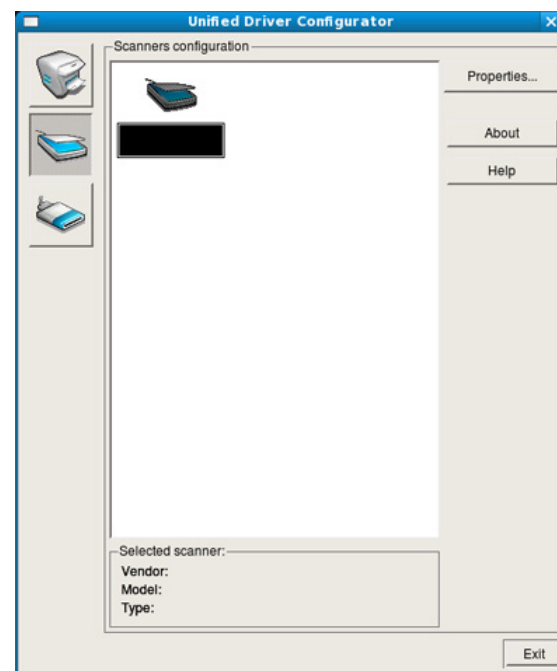 Unified Driver Configurator
Scanners configuration
Properties...
About
Help
Selected scanner:
Vendor:
Model:
Type:
Exit